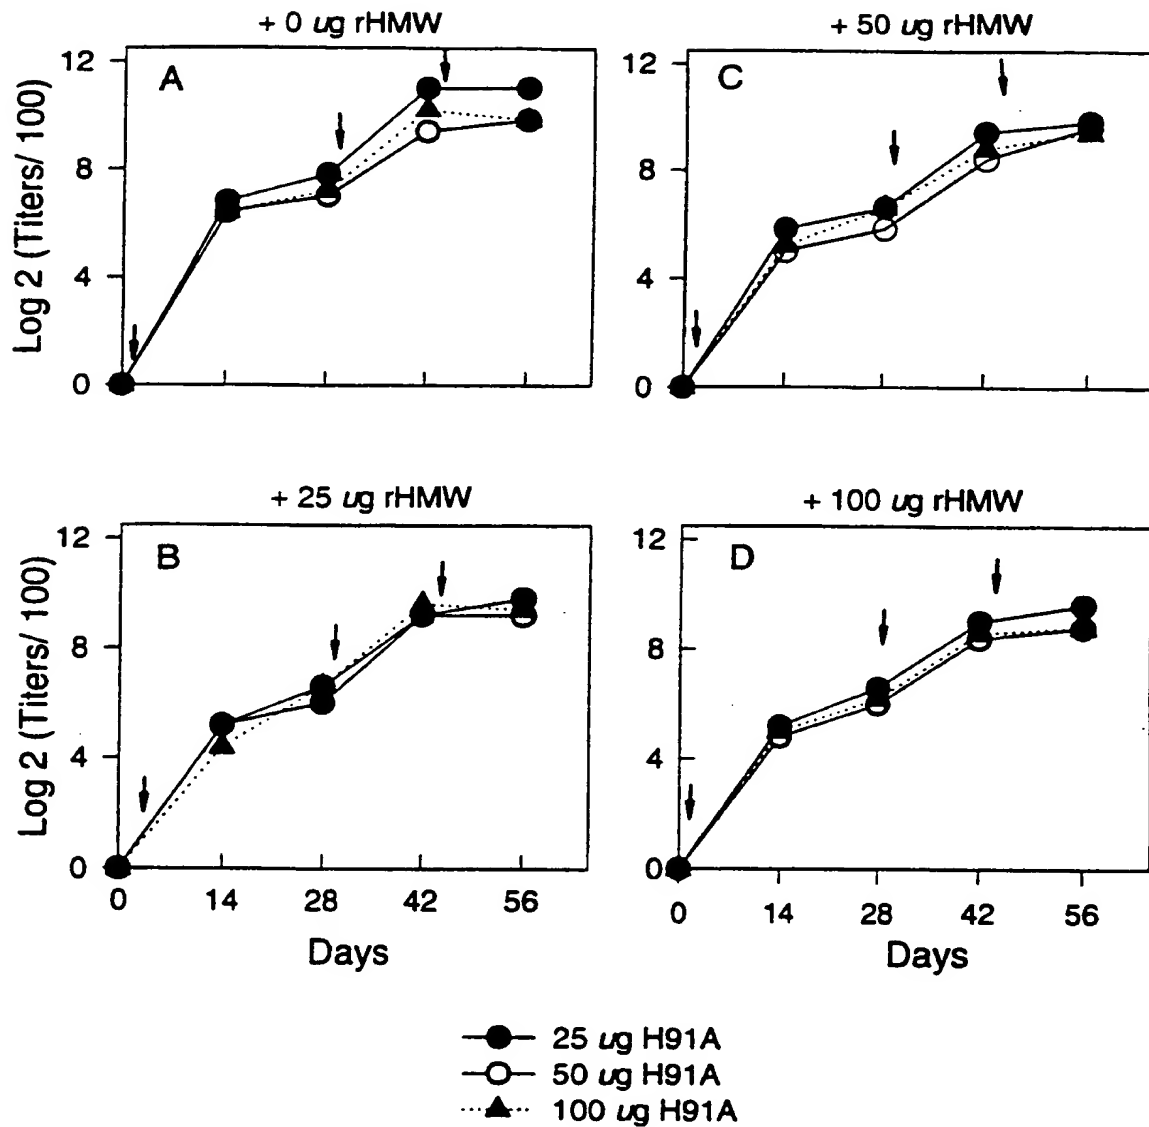 + 0 ug rHMW
A
12
8
4
0
Log 2 (Titers/ 100)
+ 50 ug rHMW
C
12
8
4
0
+ 25 ug rHMW
B
12
8
4
0
Log 2 (Titers/ 100)
0 14 28 42 56
Days
+ 100 ug rHMW
D
12
8
4
0
0 14 28 42 56
Days
25 ug H91A
50 ug H91A
100 ug H91A